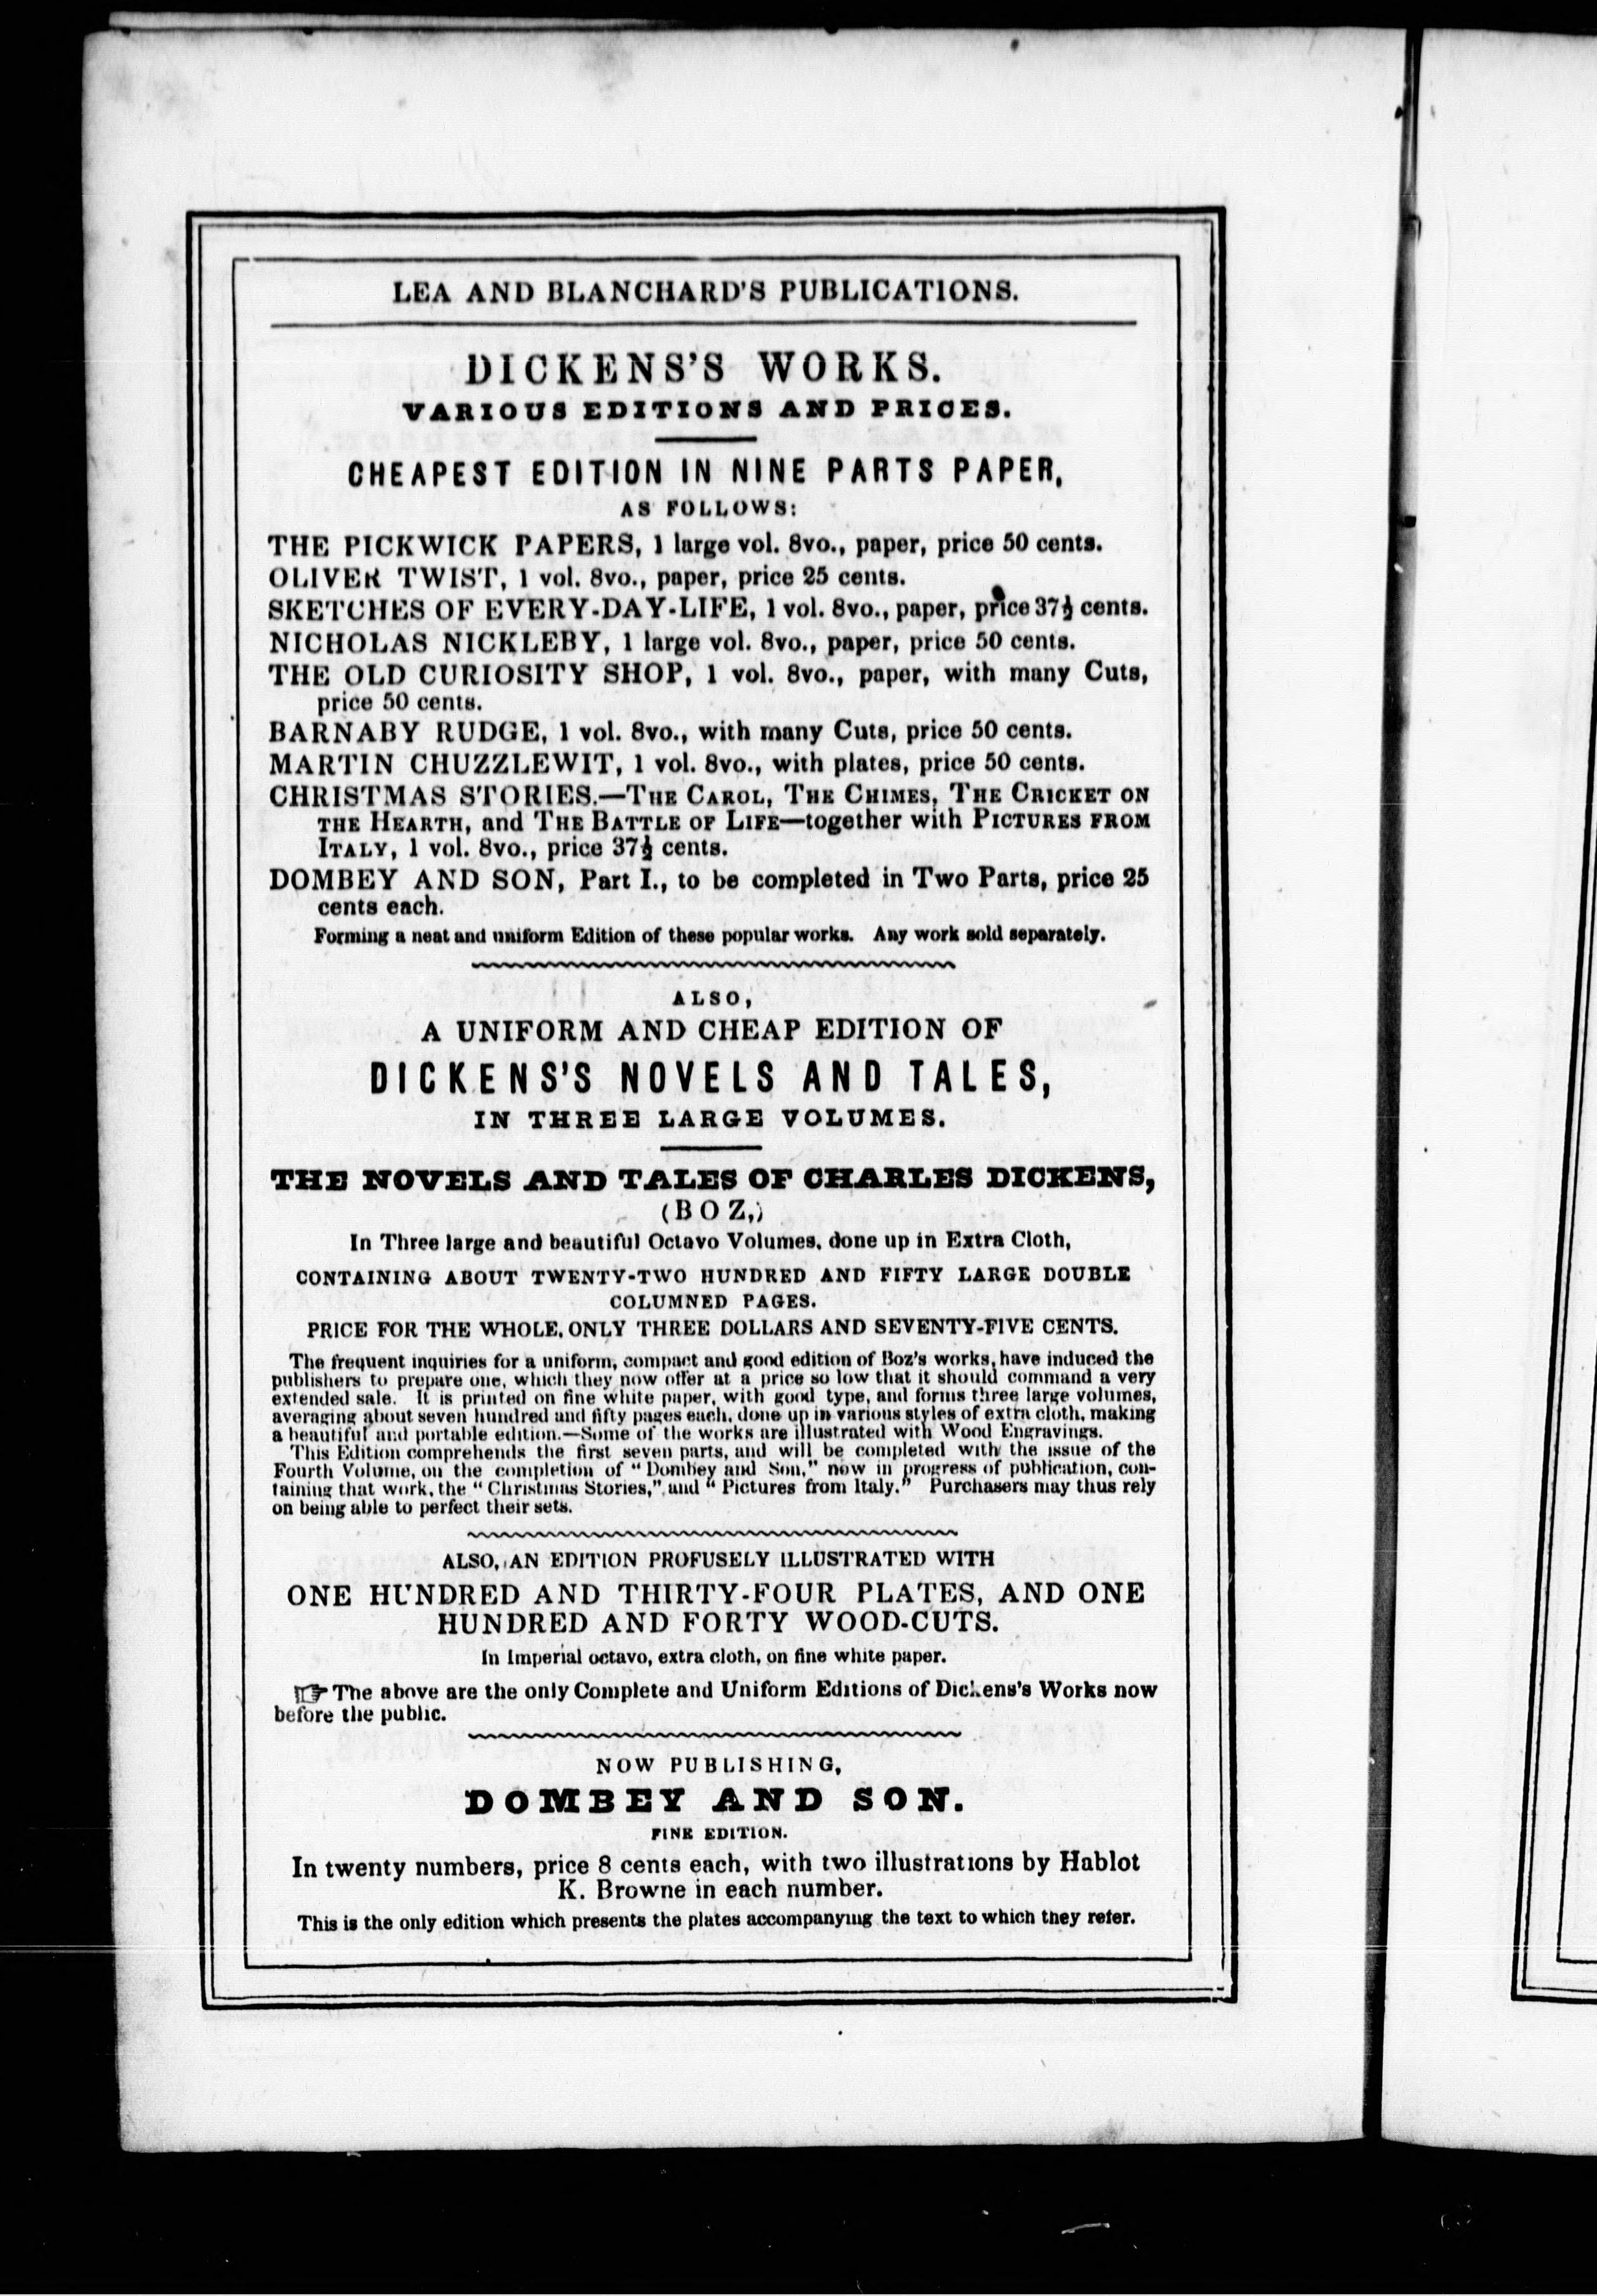 LEA AND BLANCHARD'S PUBLICATIONS.
DICKENS'S WORKS.
VARIOUS EDITIONS AND PRICES.
CHEAPEST EDITION IN NINE PARTS PAPER,
AS FOLLOWS:
THE PICKWICK PAPERS, 1 large vol. 8vo., paper, price 50 cents.
OLIVER TWIST, 1 vol. 8vo., paper, price 25 cents.
SKETCHES OF EVERY-DAY-LIFE, 1 vol. 8vo., paper, price 37½ cents.
NICHOLAS NICKLEBY, 1 large vol. 8vo., paper, price 50 cents.
THE OLD CURIOSITY SHOP, 1 vol. 8vo., paper, with many Cuts,
price 50 cents.
BARNABY RUDGE, 1 vol. 8vo., with many Cuts, price 50 cents.
MARTIN CHUZZLEWIT, 1 vol. 8vo., with plates, price 50 cents.
CHRISTMAS STORIES.—THE CAROL, THE CHIMES, THE CRICKET ON
THE HEARTH, and THE BATTLE OF LIFE—together with PICTURES FROM
ITALY, 1 vol. 8vo., price 37½ cents.
DOMBEY AND SON, Part I., to be completed in Two Parts, price 25
cents each.
Forming a neat and uniform Edition of these popular works. Any work sold separately.
ALSO,
A UNIFORM AND CHEAP EDITION OF
DICKENS'S NOVELS AND TALES,
IN THREE LARGE VOLUMES.
THE NOVELS AND TALES OF CHARLES DICKENS,
(BOZ,)
In Three large and beautiful Octavo Volumes, done up in Extra Cloth,
CONTAINING ABOUT TWENTY-TWO HUNDRED AND FIFTY LARGE DOUBLE
COLUMNED PAGES.
PRICE FOR THE WHOLE, ONLY THREE DOLLARS AND SEVENTY-FIVE CENTS.
The frequent inquiries for a uniform, compact and good edition of Boz's works, have induced the
publishers to prepare one, which they now offer at a price so low that it should command a very
extended sale. It is printed on fine white paper, with good type, and forms three large volumes,
averaging about seven hundred and fifty pages each, done up in various styles of extra cloth, making
a beautiful and portable edition.—Some of the works are illustrated with Wood Engravings.
This Edition comprehends the first seven parts, and will be completed with the issue of the
Fourth Volume, on the completion of "Dombey and Son," now in progress of publication, con-
taining that work, the "Christmas Stories," and "Pictures from Italy." Purchasers may thus rely
on being able to perfect their sets.
ALSO, AN EDITION PROFUSELY ILLUSTRATED WITH
ONE HUNDRED AND THIRTY-FOUR PLATES, AND ONE
HUNDRED AND FORTY WOOD-CUTS.
In Imperial octavo, extra cloth, on fine white paper.
☞ The above are the only Complete and Uniform Editions of Dickens's Works now
before the public.
NOW PUBLISHING,
DOMBEY AND SON.
FINE EDITION.
In twenty numbers, price 8 cents each, with two illustrations by Hablot
K. Browne in each number.
This is the only edition which presents the plates accompanying the text to which they refer.